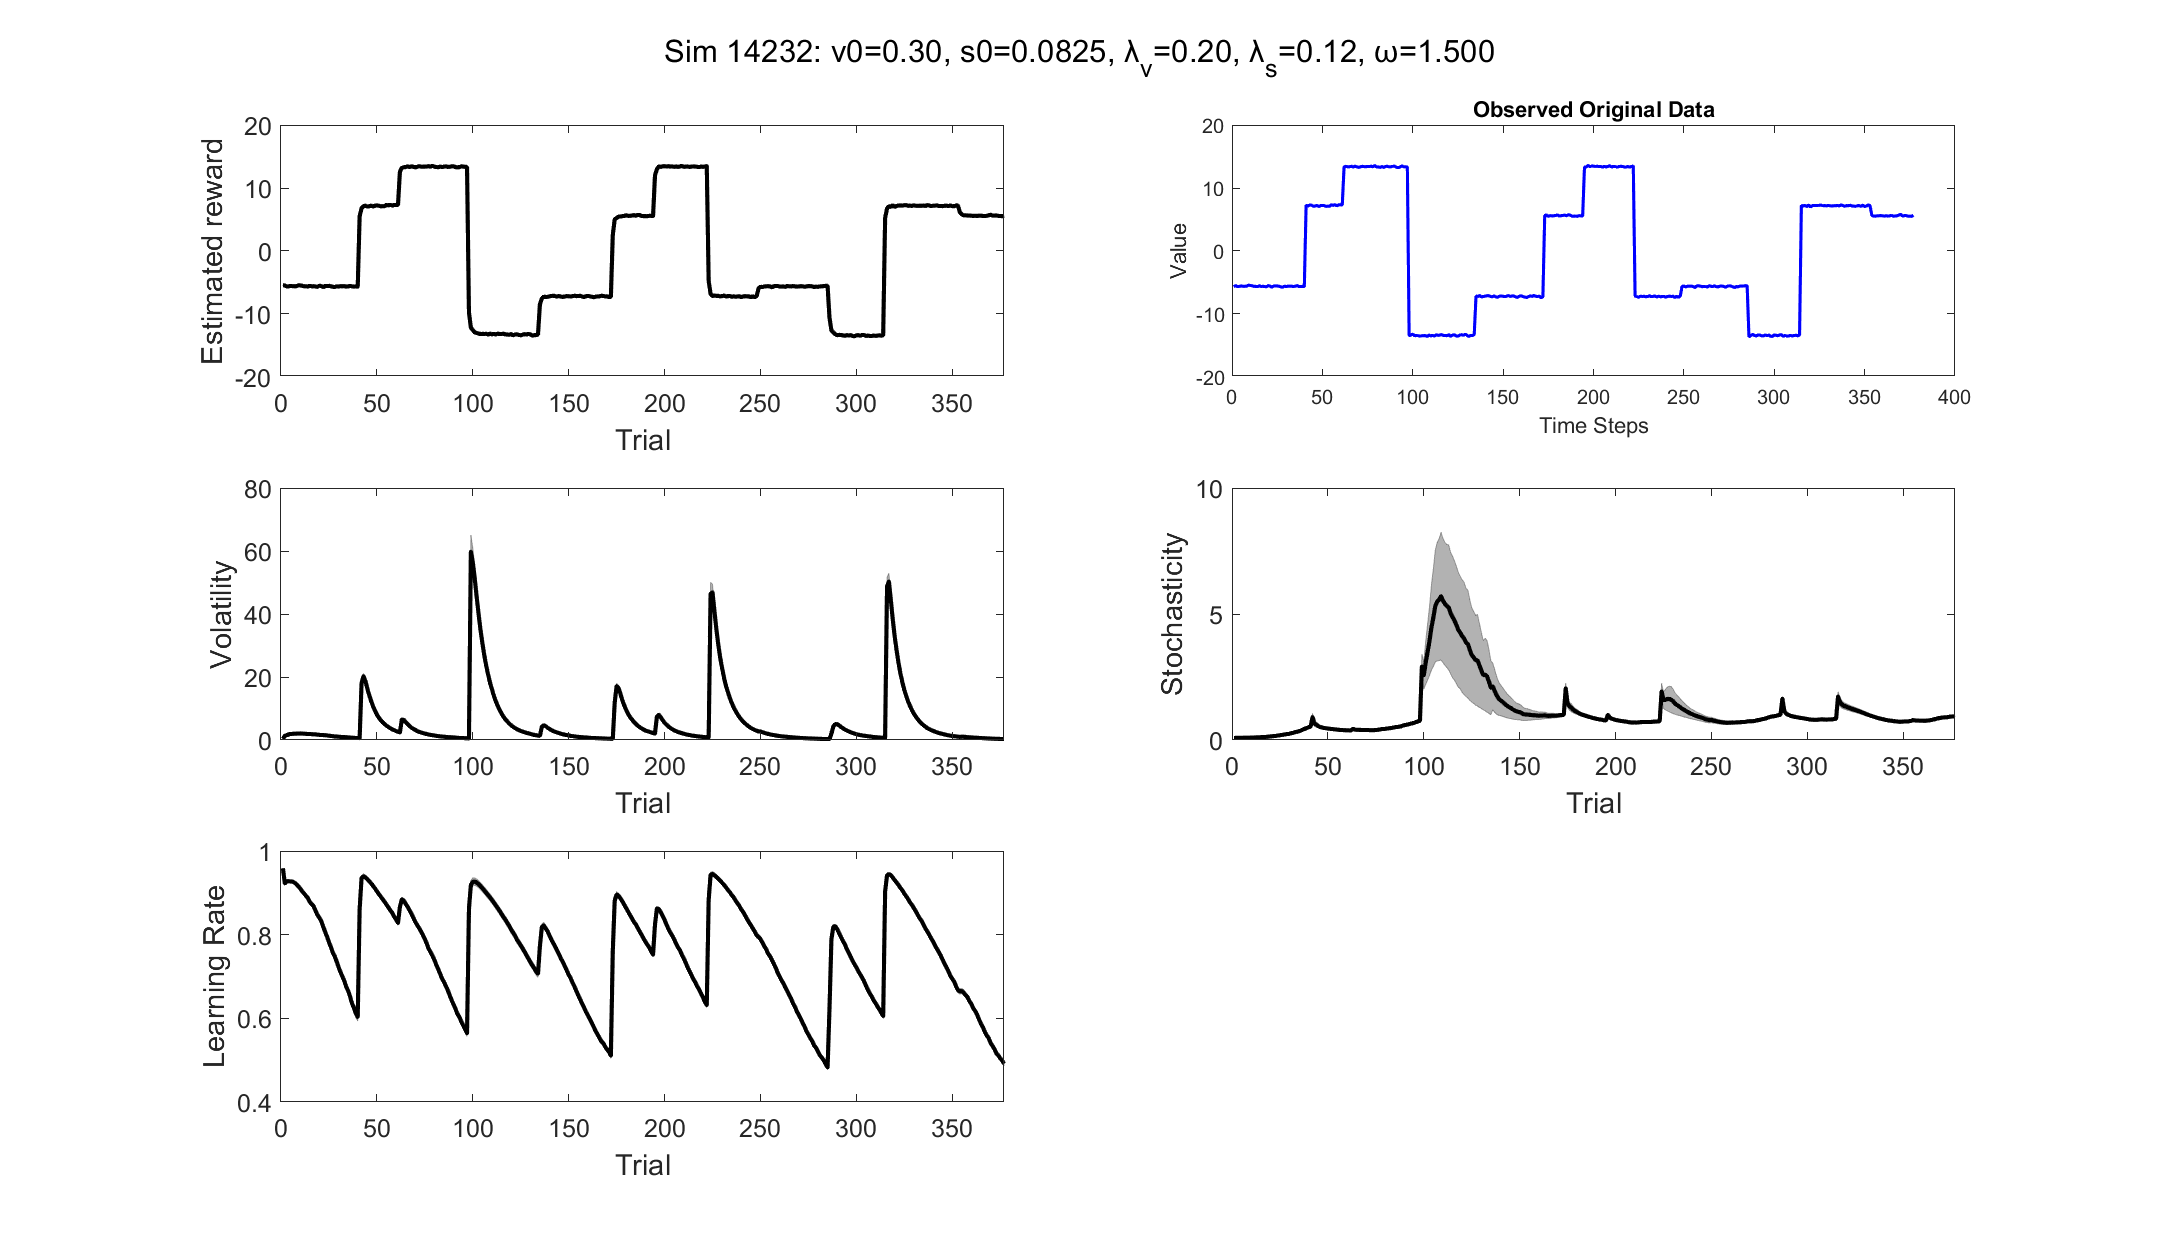 Sim 14232: v0=0.30, s0=0.0825, λv=0.20, λs=0.12, ω=1.500
Estimated reward
20
10
0
-10
-20
0 50 100 150 200 250 300 350
Trial
Observed Original Data
Value
20
10
0
-10
-20
0 50 100 150 200 250 300 350 400
Time Steps
Volatility
80
60
40
20
0
0 50 100 150 200 250 300 350
Trial
Stochasticity
10
5
0
0 50 100 150 200 250 300 350
Trial
Learning Rate
1
0.8
0.6
0.4
0 50 100 150 200 250 300 350
Trial